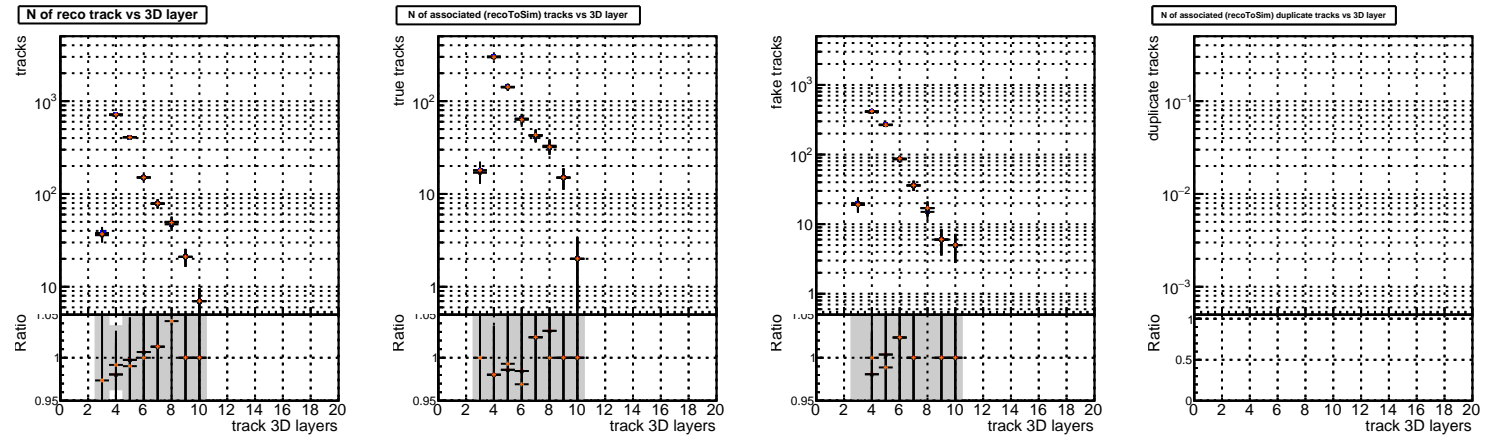 N of reco track vs 3D layer
tracks
10³
10²
10
Ratio
1.05
1
0.95
0 2 4 6 8 10 12 14 16 18 20
track 3D layers
N of associated (recoToSim) tracks vs 3D layer
true tracks
10²
10
1
Ratio
1.05
1
0.95
0 2 4 6 8 10 12 14 16 18 20
track 3D layers
fake tracks
10³
10²
10
1
Ratio
1.05
1
0.95
0 2 4 6 8 10 12 14 16 18 20
track 3D layers
N of associated (recoToSim) duplicate tracks vs 3D layer
duplicate tracks
10⁻¹
10⁻²
10⁻³
Ratio
1
0.5
0
0 2 4 6 8 10 12 14 16 18 20
track 3D layers